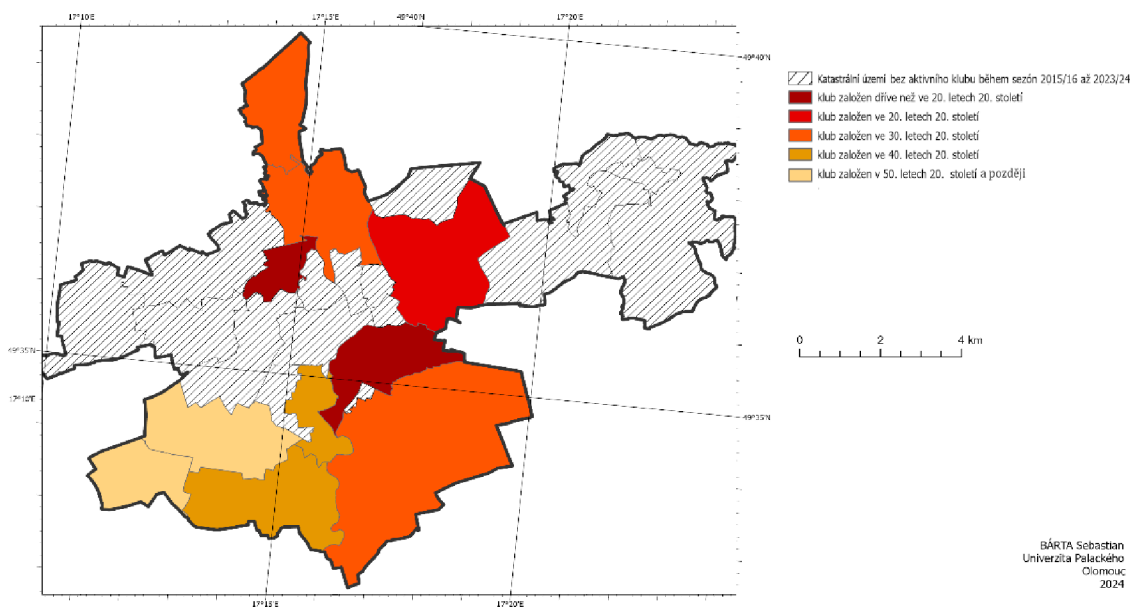 17°10'E
17°15'E
49°40'N
17°20'E
49°40'N
Katastrální území bez aktivního klubu během sezón 2015/16 až 2023/24
klub založen dříve než ve 20. letech 20. století
klub založen ve 20. letech 20. století
klub založen ve 30. letech 20. století
klub založen ve 40. letech 20. století
klub založen v 50. letech 20. století a později
0 2 4 km
49°35'N
17°10'E
49°35'N
BÁRTA Sebastian
Univerzita Palackého
Olomouc
2024
17°15'E
17°20'E